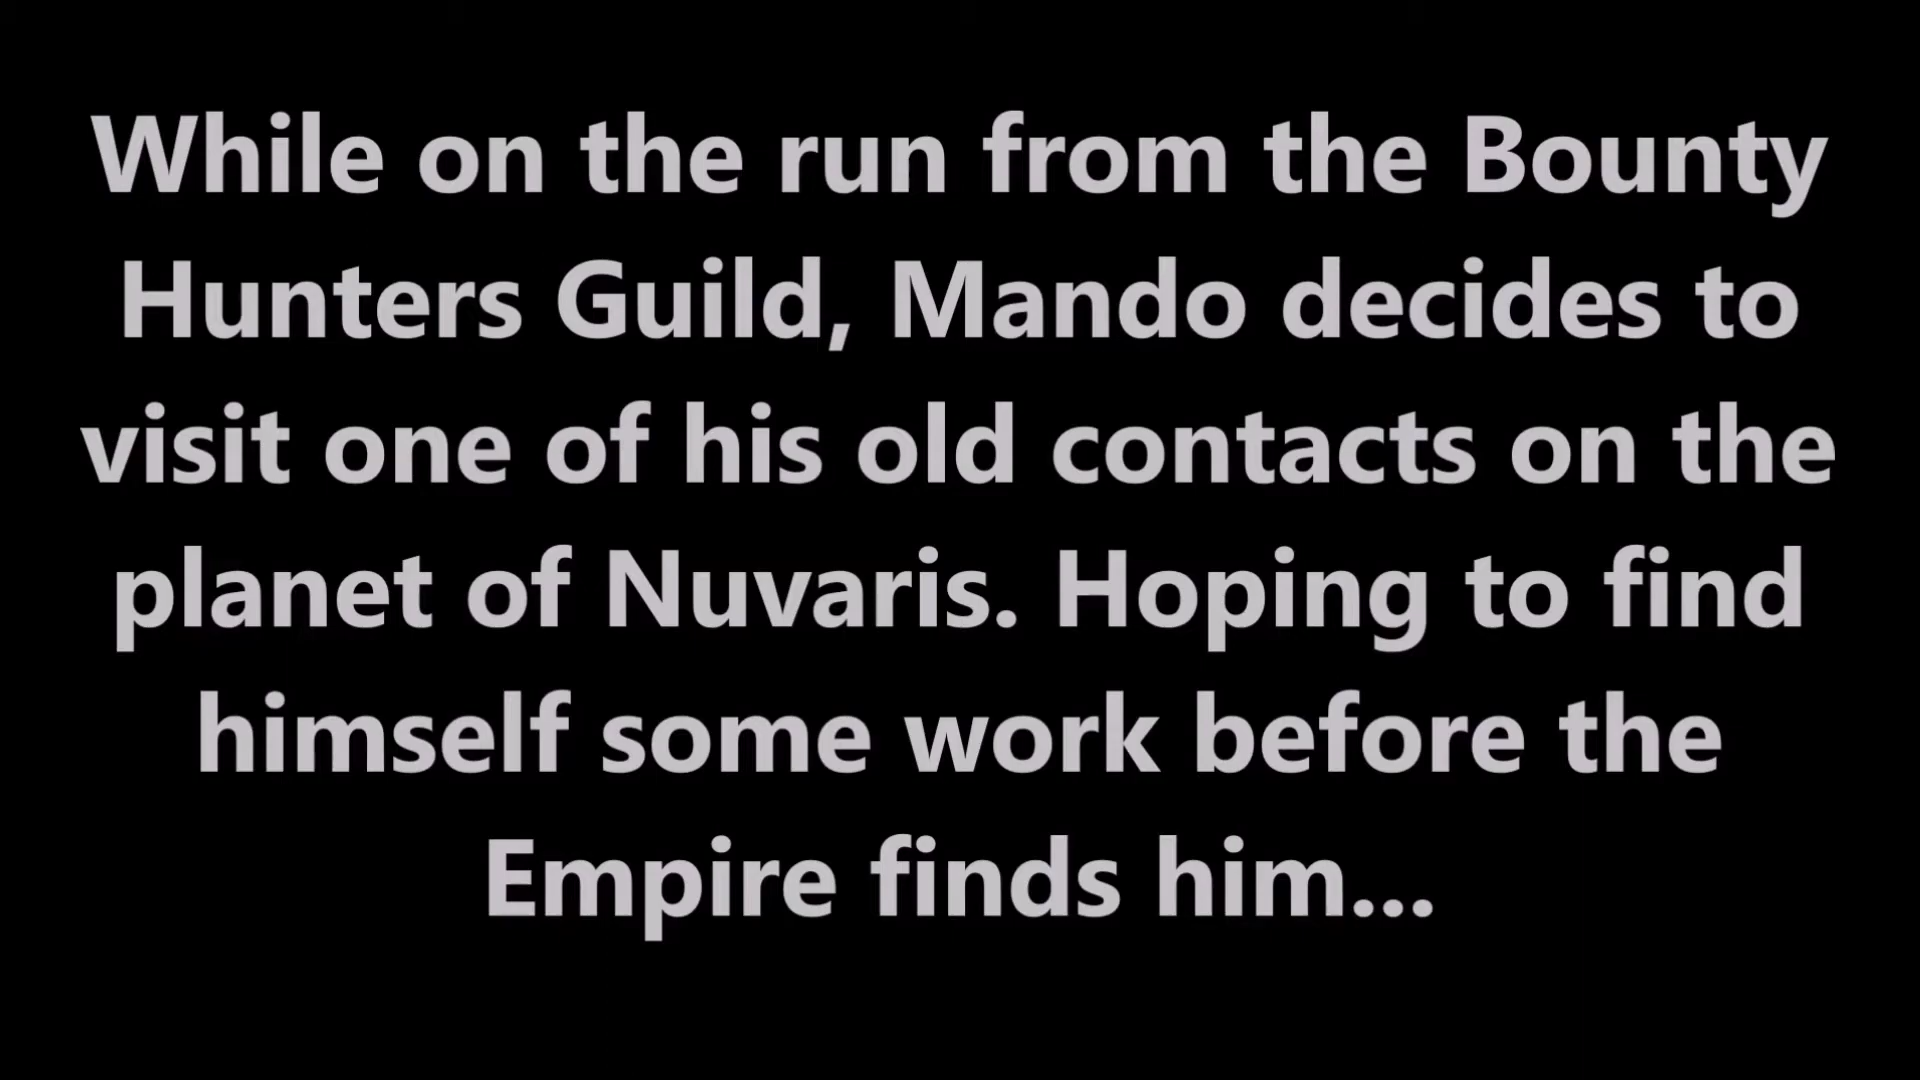 While on the run from the Bounty
Hunters Guild, Mando decides to
visit one of his old contacts on the
planet of Nuvaris. Hoping to find
himself some work before the
Empire finds him...